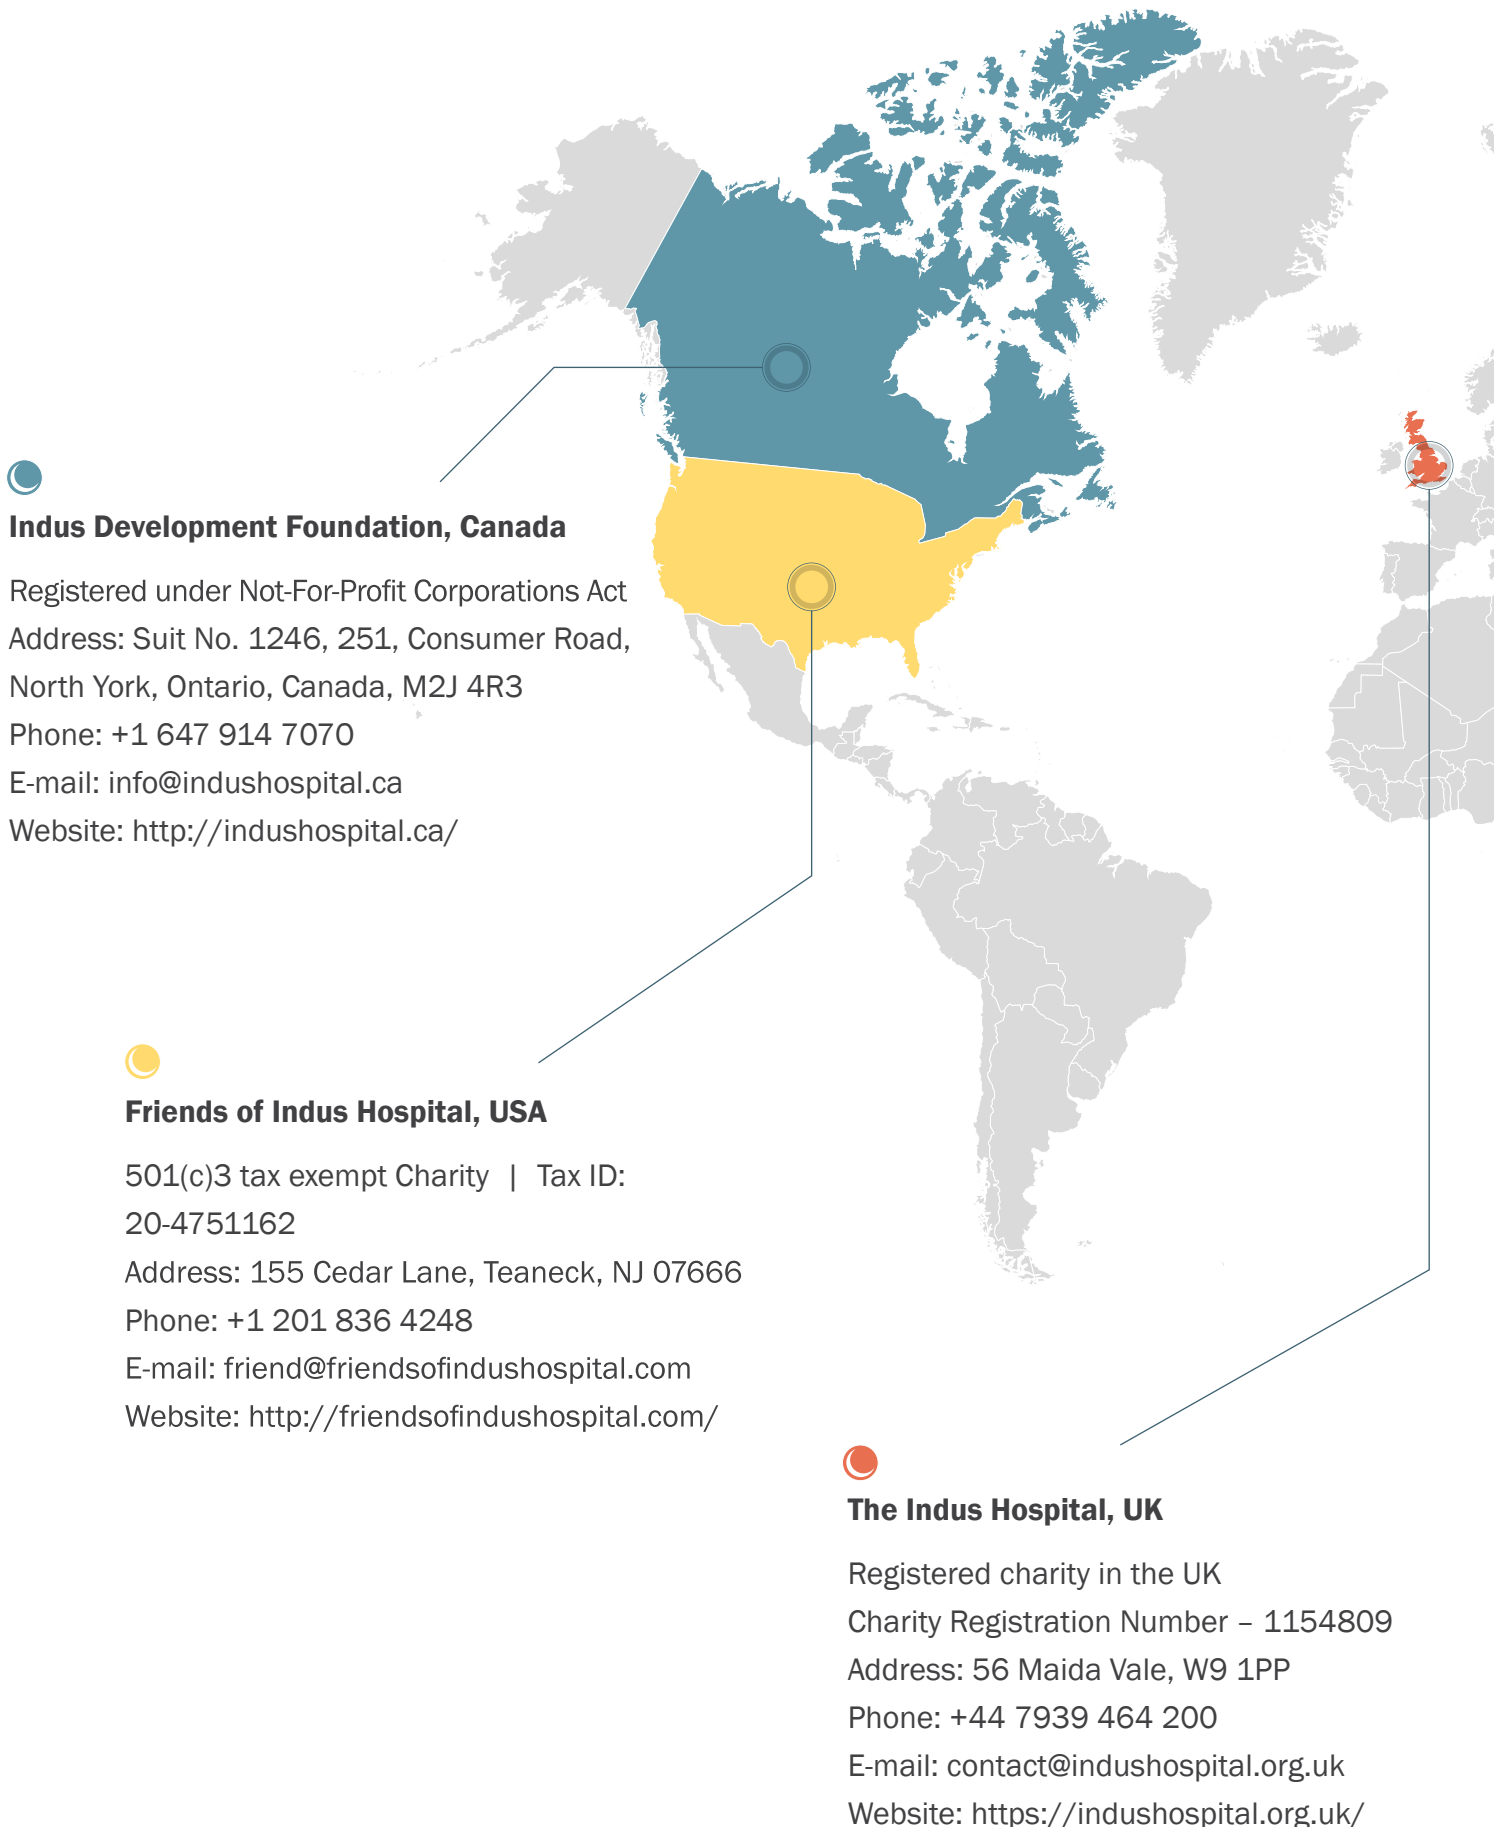 Indus Development Foundation, Canada
Registered under Not-For-Profit Corporations Act
Address: Suit No. 1246, 251, Consumer Road,
North York, Ontario, Canada, M2J 4R3
Phone: +1 647 914 7070
E-mail: info@indushospital.ca
Website: http://indushospital.ca/
Friends of Indus Hospital, USA
501(c)3 tax exempt Charity | Tax ID:
20-4751162
Address: 155 Cedar Lane, Teaneck, NJ 07666
Phone: +1 201 836 4248
E-mail: friend@friendsofindushospital.com
Website: http://friendsofindushospital.com/
The Indus Hospital, UK
Registered charity in the UK
Charity Registration Number – 1154809
Address: 56 Maida Vale, W9 1PP
Phone: +44 7939 464 200
E-mail: contact@indushospital.org.uk
Website: https://indushospital.org.uk/